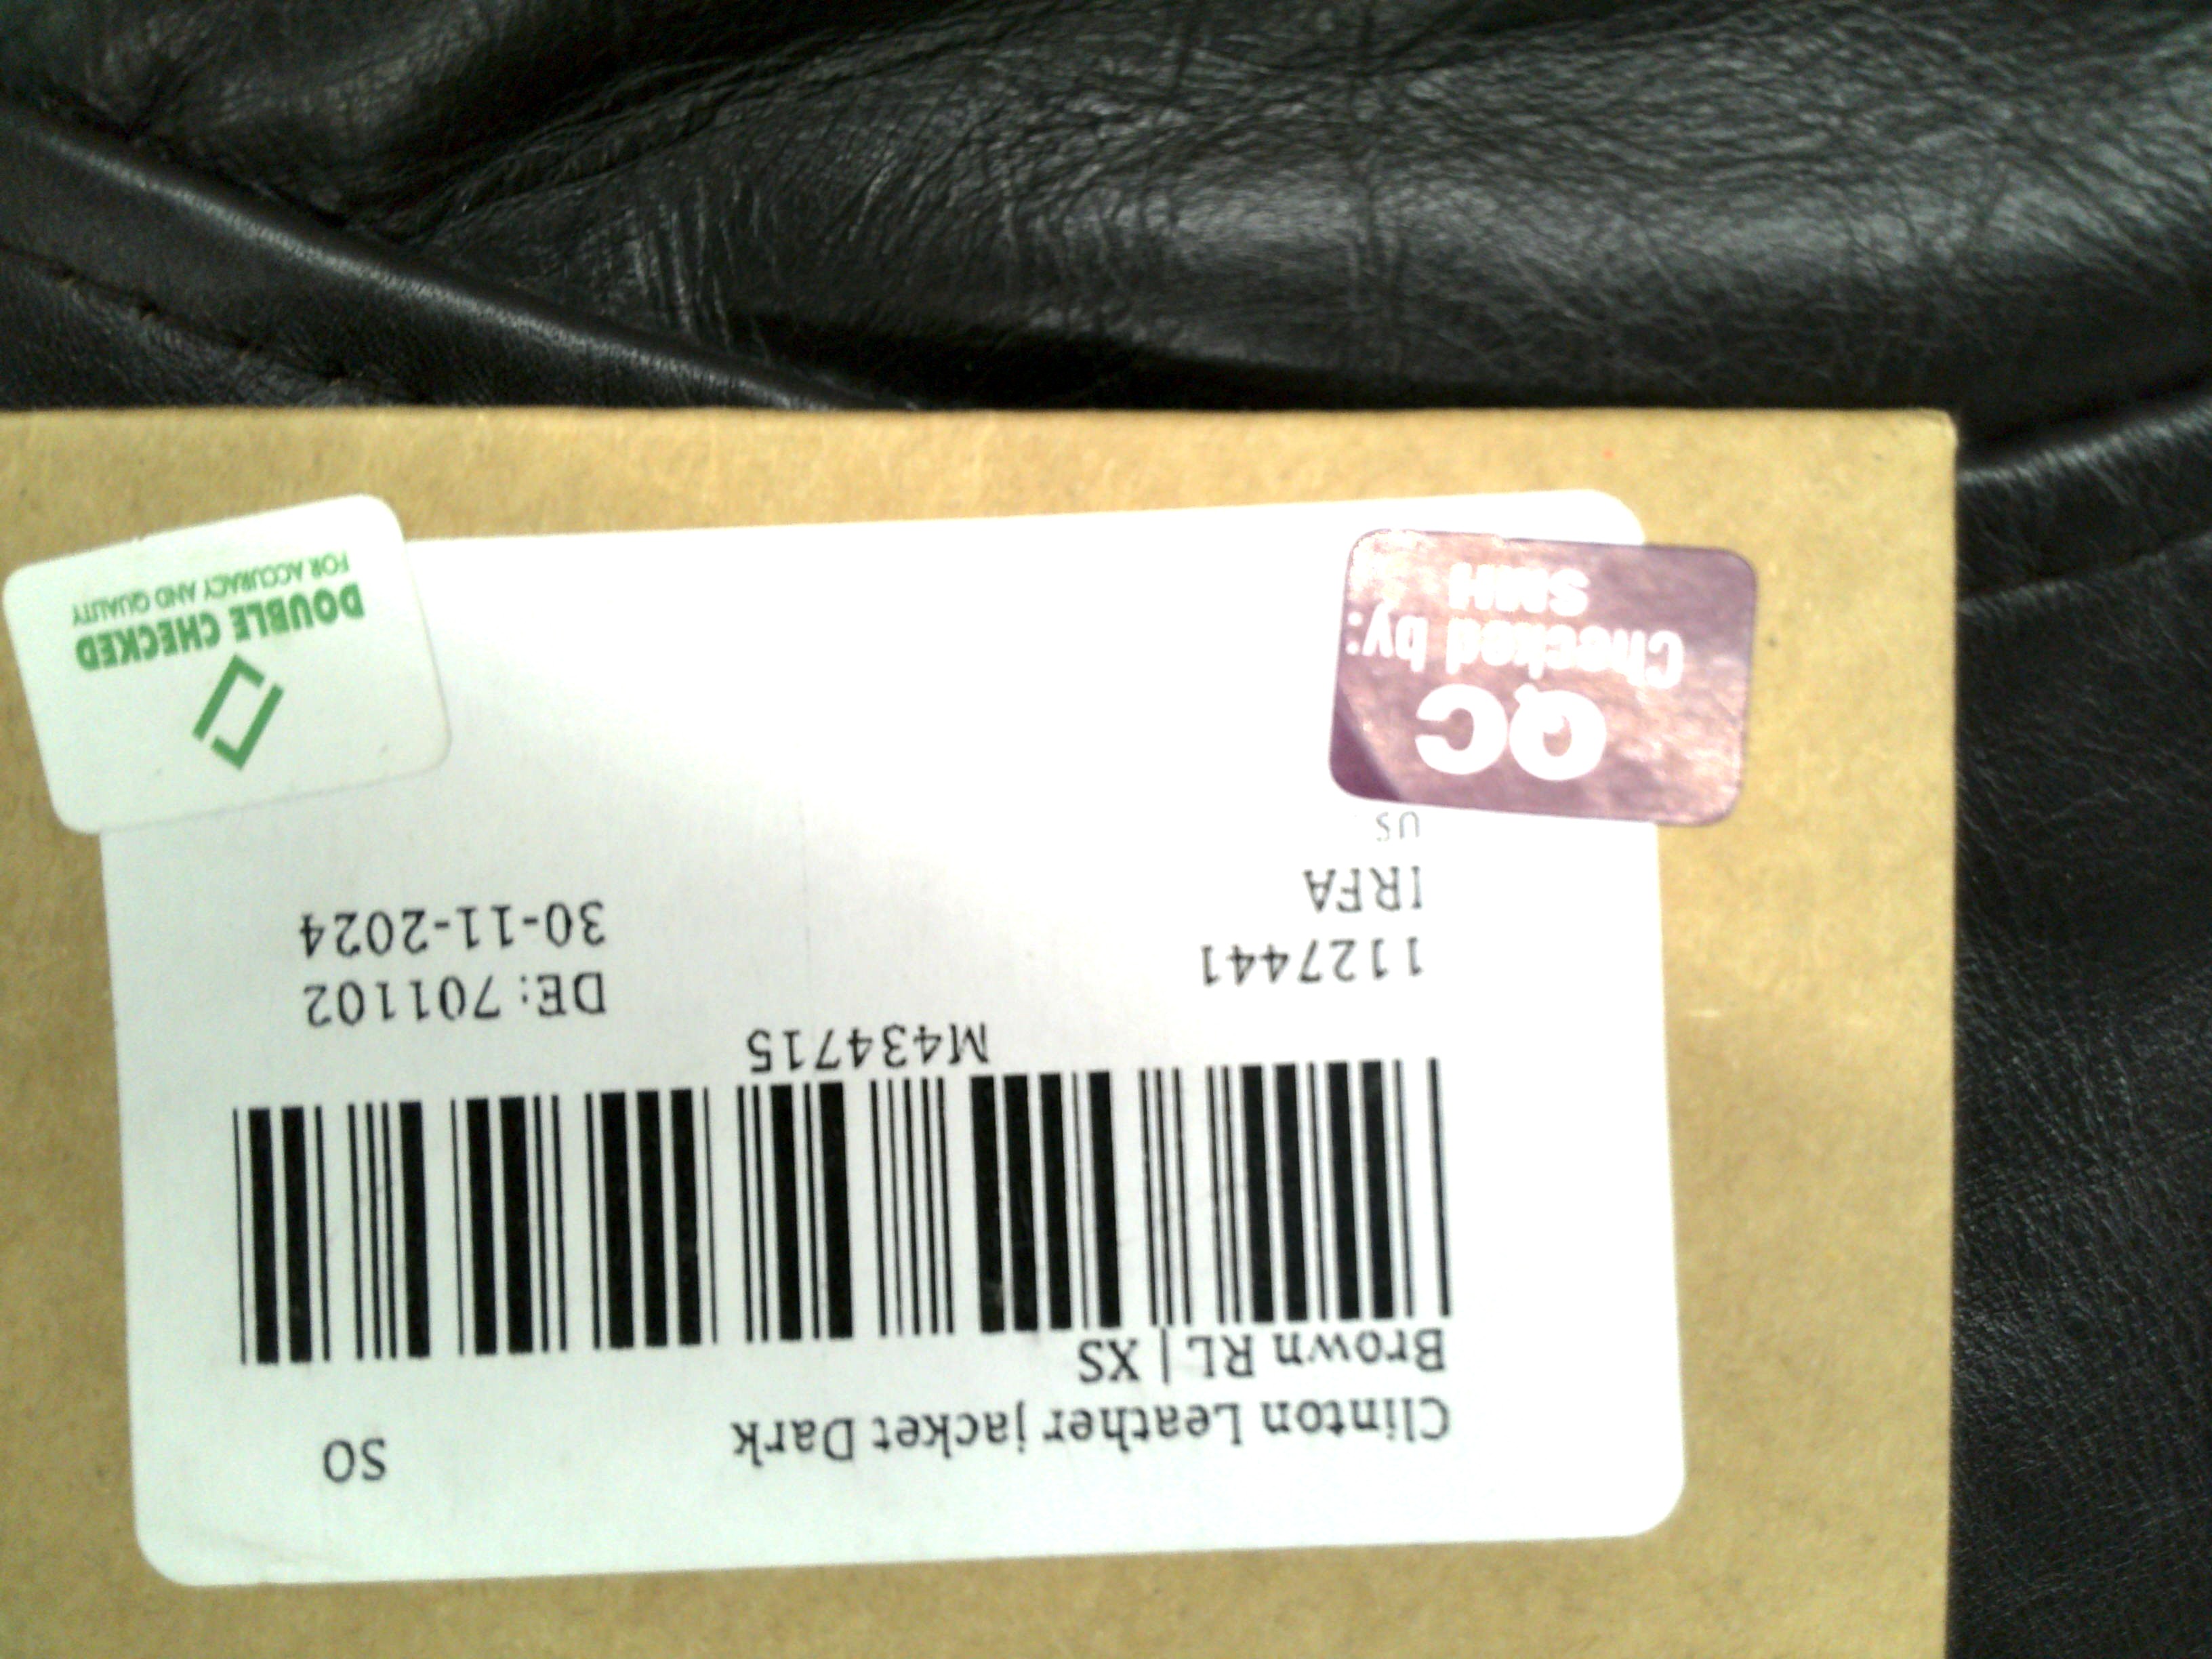 Clinton Leather jacket Dark
Brown RL | XS
SO
M434715
1127441
IRFA
US
DE: 701102
30-11-2024
QC
Checked by:
SMH
DOUBLE CHECKED
FOR ACCURACY AND QUALITY